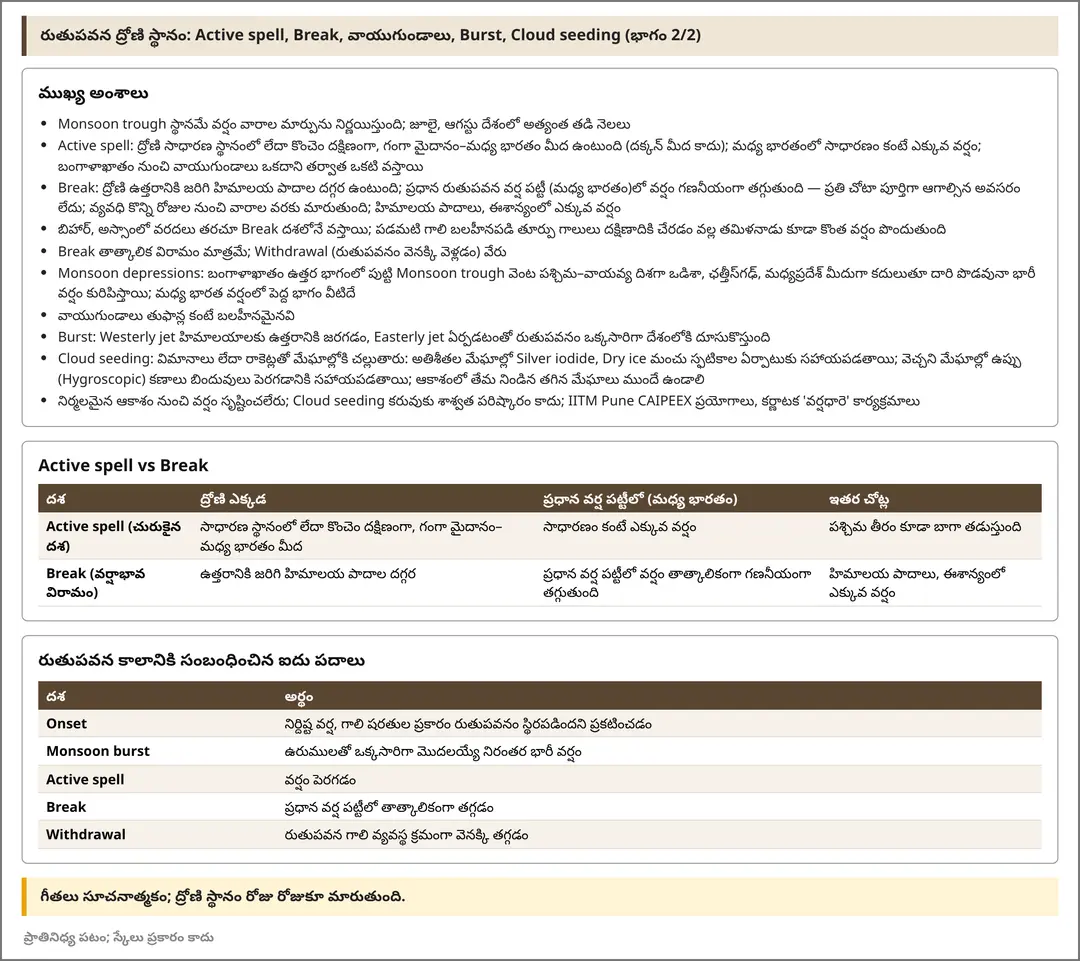 రుతుపవన ద్రోణి స్థానం: Active spell, Break, వాయుగుండాలు, Burst, Cloud seeding (భాగం 2/2)
ముఖ్య అంశాలు
• Monsoon trough స్థానమే వర్షం వారాల మార్పును నిర్ణయిస్తుంది; జూలై, ఆగస్టు దేశంలో అత్యంత తడి నెలలు
• Active spell: ద్రోణి సాధారణ స్థానంలో లేదా కొంచెం దక్షిణంగా, గంగా మైదానం–మధ్య భారతం మీద ఉంటుంది (దక్కన్ మీద కాదు); మధ్య భారతంలో సాధారణం కంటే ఎక్కువ వర్షం;
బంగాళాఖాతం నుంచి వాయుగుండాలు ఒకదాని తర్వాత ఒకటి వస్తాయి
• Break: ద్రోణి ఉత్తరానికి జరిగి హిమాలయ పాదాల దగ్గర ఉంటుంది; ప్రధాన రుతుపవన వర్ష పట్టీ (మధ్య భారతం)లో వర్షం గణనీయంగా తగ్గుతుంది — ప్రతి చోటా పూర్తిగా ఆగాల్సిన అవసరం
లేదు; వ్యవధి కొన్ని రోజుల నుంచి వారాల వరకు మారుతుంది; హిమాలయ పాదాలు, ఈశాన్యంలో ఎక్కువ వర్షం
• బిహార్, అస్సాంలో వరదలు తరచూ Break దశలోనే వస్తాయి; పడమటి గాలి బలహీనపడి తూర్పు గాలులు దక్షిణాదికి చేరడం వల్ల తమిళనాడు కూడా కొంత వర్షం పొందుతుంది
• Break తాత్కాలిక విరామం మాత్రమే; Withdrawal (రుతుపవనం వెనక్కి వెళ్లడం) వేరు
• Monsoon depressions: బంగాళాఖాతం ఉత్తర భాగంలో పుట్టి Monsoon trough వెంట పశ్చిమ–వాయవ్య దిశగా ఒడిశా, ఛత్తీస్‌గఢ్, మధ్యప్రదేశ్ మీదుగా కదులుతూ దారి పొడవునా భారీ
వర్షం కురిపిస్తాయి; మధ్య భారత వర్షంలో పెద్ద భాగం వీటిదే
• వాయుగుండాలు తుఫాన్ల కంటే బలహీనమైనవి
• Burst: Westerly jet హిమాలయాలకు ఉత్తరానికి జరగడం, Easterly jet ఏర్పడటంతో రుతుపవనం ఒక్కసారిగా దేశంలోకి దూసుకొస్తుంది
• Cloud seeding: విమానాలు లేదా రాకెట్లతో మేఘాల్లోకి చల్లుతారు: అతిశీతల మేఘాల్లో Silver iodide, Dry ice మంచు స్ఫటికాల ఏర్పాటుకు సహాయపడతాయి; వెచ్చని మేఘాల్లో ఉప్పు
(Hygroscopic) కణాలు బిందువులు పెరగడానికి సహాయపడతాయి; ఆకాశంలో తేమ నిండిన తగిన మేఘాలు ముందే ఉండాలి
• నిర్మలమైన ఆకాశం నుంచి వర్షం సృష్టించలేరు; Cloud seeding కరువుకు శాశ్వత పరిష్కారం కాదు; IITM Pune CAIPEEX ప్రయోగాలు, కర్ణాటక 'వర్షధారె' కార్యక్రమాలు
Active spell vs Break
దశ ద్రోణి ఎక్కడ ప్రధాన వర్ష పట్టీలో (మధ్య భారతం) ఇతర చోట్ల
Active spell (చురుకైన సాధారణ స్థానంలో లేదా కొంచెం దక్షిణంగా, గంగా మైదానం– సాధారణం కంటే ఎక్కువ వర్షం పశ్చిమ తీరం కూడా బాగా తడుస్తుంది
దశ) మధ్య భారతం మీద
Break (వర్షాభావ ఉత్తరానికి జరిగి హిమాలయ పాదాల దగ్గర ప్రధాన వర్ష పట్టీలో వర్షం తాత్కాలికంగా గణనీయంగా హిమాలయ పాదాలు, ఈశాన్యంలో
విరామం) తగ్గుతుంది ఎక్కువ వర్షం
రుతుపవన కాలానికి సంబంధించిన ఐదు పదాలు
దశ అర్థం
Onset నిర్దిష్ట వర్ష, గాలి షరతుల ప్రకారం రుతుపవనం స్థిరపడిందని ప్రకటించడం
Monsoon burst ఉరుములతో ఒక్కసారిగా మొదలయ్యే నిరంతర భారీ వర్షం
Active spell వర్షం పెరగడం
Break ప్రధాన వర్ష పట్టీలో తాత్కాలికంగా తగ్గడం
Withdrawal రుతుపవన గాలి వ్యవస్థ క్రమంగా వెనక్కి తగ్గడం
గీతలు సూచనాత్మకం; ద్రోణి స్థానం రోజు రోజుకూ మారుతుంది.
ప్రాతినిధ్య పటం; స్కేలు ప్రకారం కాదు